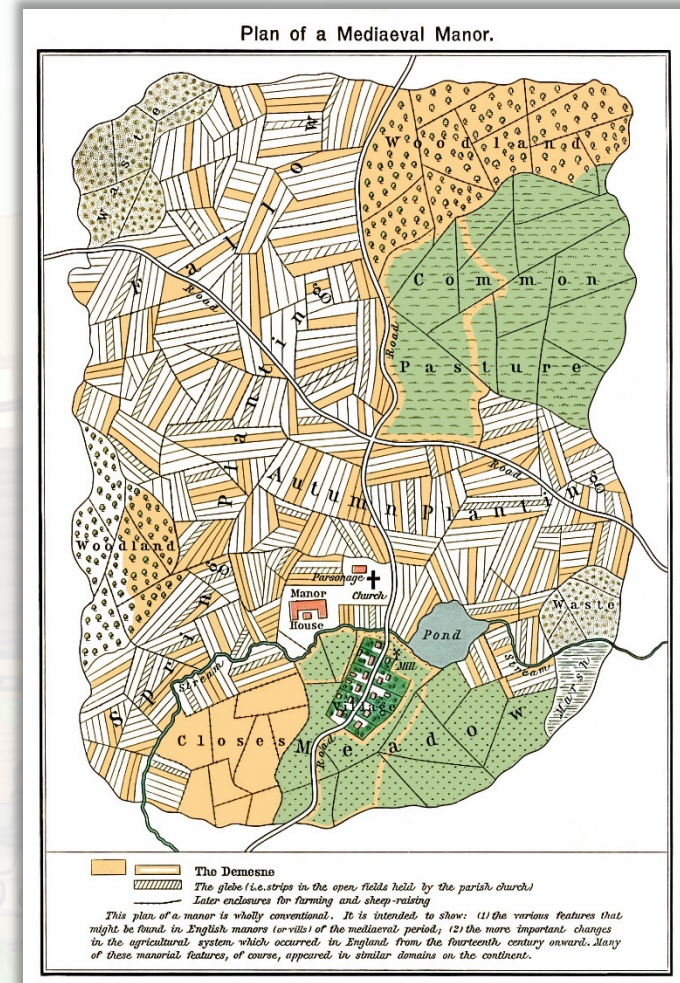 Plan of a Mediaeval Manor.
Waste
Woodland
Fallow
Road
Common
Pasture
Road
Spring Planting
Autumn Planting
Road
Woodland
Parsonage
Church
Manor
House
Waste
Pond
Mill
Stream
Stream
Marsh
Village
Closes
Meadow
Road
The Demesne
The glebe (i.e. strips in the open fields held by the parish church)
Later enclosures for farming and sheep-raising
This plan of a manor is wholly conventional. It is intended to show: (1) the various features that
might be found in English manors (or vills) of the mediaeval period; (2) the more important changes
in the agricultural system which occurred in England from the fourteenth century onward. Many
of these manorial features, of course, appeared in similar domains on the continent.